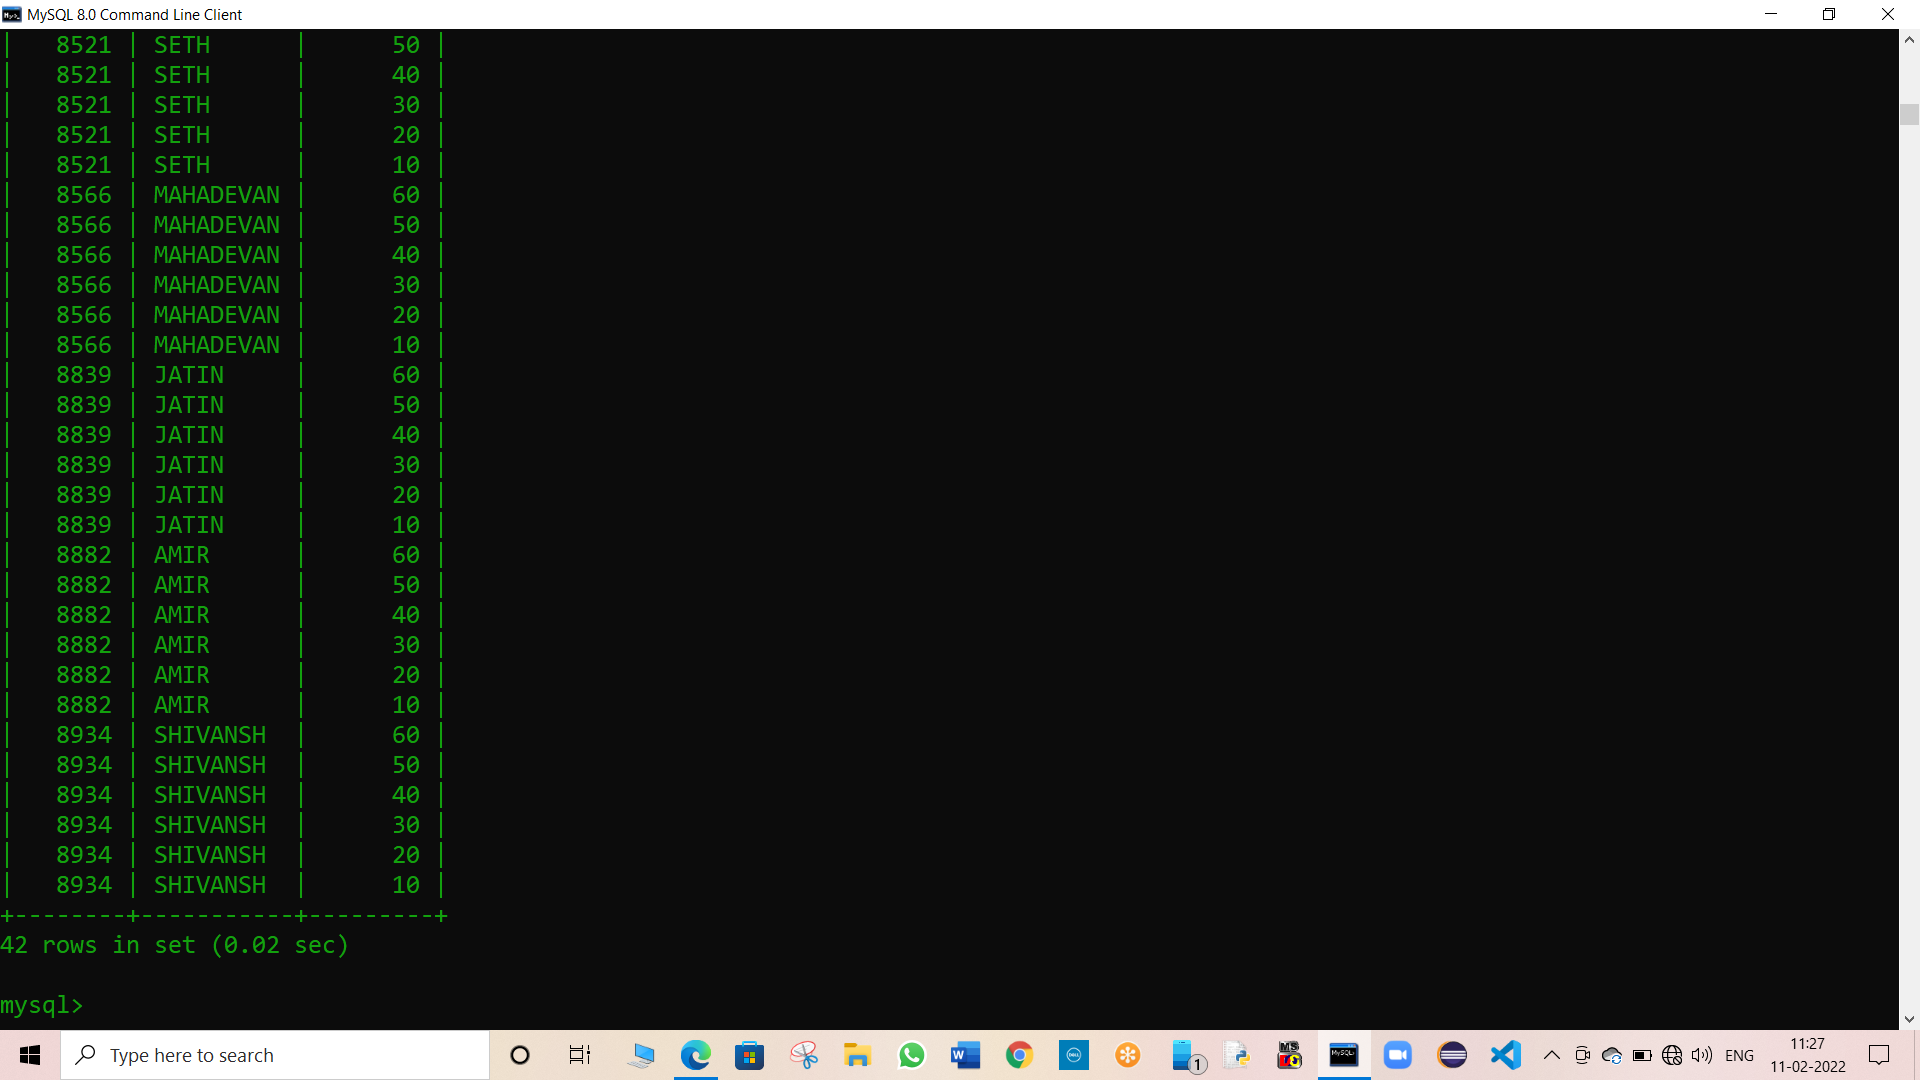 MySQL 8.0 Command Line Client
| 8521 | SETH | 50 |
| 8521 | SETH | 40 |
| 8521 | SETH | 30 |
| 8521 | SETH | 20 |
| 8521 | SETH | 10 |
| 8566 | MAHADEVAN | 60 |
| 8566 | MAHADEVAN | 50 |
| 8566 | MAHADEVAN | 40 |
| 8566 | MAHADEVAN | 30 |
| 8566 | MAHADEVAN | 20 |
| 8566 | MAHADEVAN | 10 |
| 8839 | JATIN | 60 |
| 8839 | JATIN | 50 |
| 8839 | JATIN | 40 |
| 8839 | JATIN | 30 |
| 8839 | JATIN | 20 |
| 8839 | JATIN | 10 |
| 8882 | AMIR | 60 |
| 8882 | AMIR | 50 |
| 8882 | AMIR | 40 |
| 8882 | AMIR | 30 |
| 8882 | AMIR | 20 |
| 8882 | AMIR | 10 |
| 8934 | SHIVANSH | 60 |
| 8934 | SHIVANSH | 50 |
| 8934 | SHIVANSH | 40 |
| 8934 | SHIVANSH | 30 |
| 8934 | SHIVANSH | 20 |
| 8934 | SHIVANSH | 10 |
+--------+-----------+---------+
42 rows in set (0.02 sec)
mysql>
Type here to search
1
ENG
11:27
11-02-2022